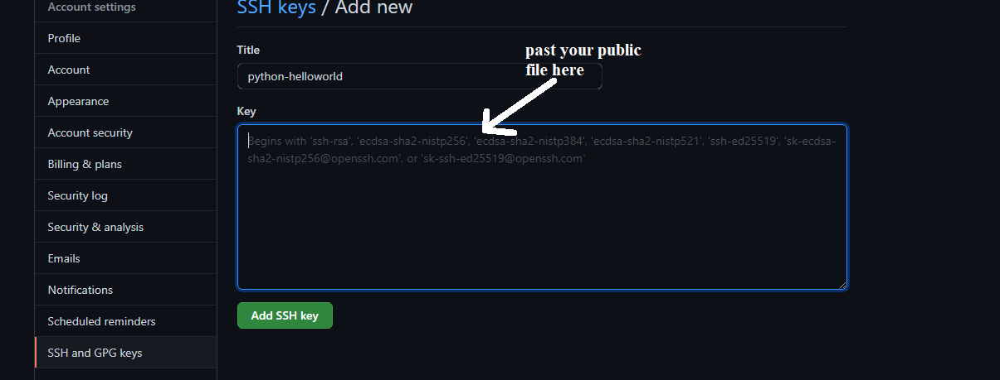 Account settings
Profile
Account
Appearance
Account security
Billing & plans
Security log
Security & analysis
Emails
Notifications
Scheduled reminders
SSH and GPG keys
SSH keys / Add new
Title
python-helloworld
past your public
file here
Key
Begins with 'ssh-rsa', 'ecdsa-sha2-nistp256', 'ecdsa-sha2-nistp384', 'ecdsa-sha2-nistp521', 'ssh-ed25519', 'sk-ecdsa-
sha2-nistp256@openssh.com', or 'sk-ssh-ed25519@openssh.com'
Add SSH key